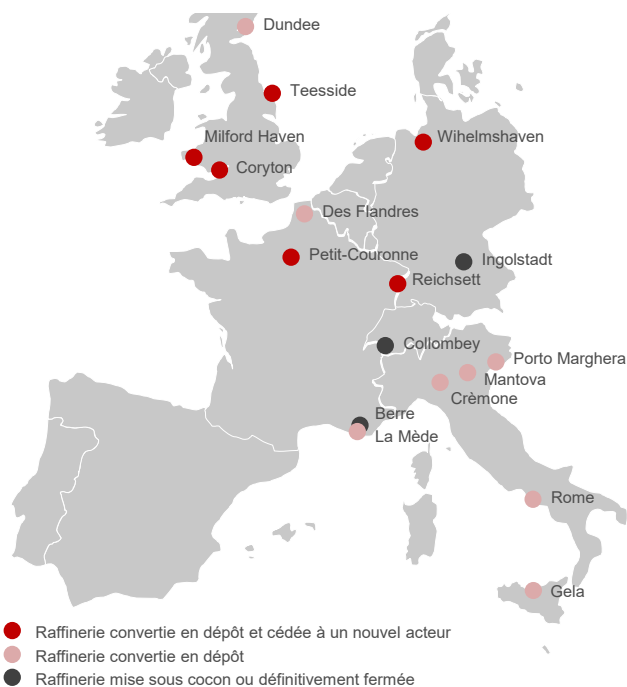 Dundee
Teesside
Milford Haven
Wihelmshaven
Coryton
Des Flandres
Petit-Couronne
Ingolstadt
Reichsett
Collombey
Porto Marghera
Mantova
Crèmone
Berre
La Mède
Rome
Gela
Raffinerie convertie en dépôt et cédée à un nouvel acteur
Raffinerie convertie en dépôt
Raffinerie mise sous cocon ou définitivement fermée